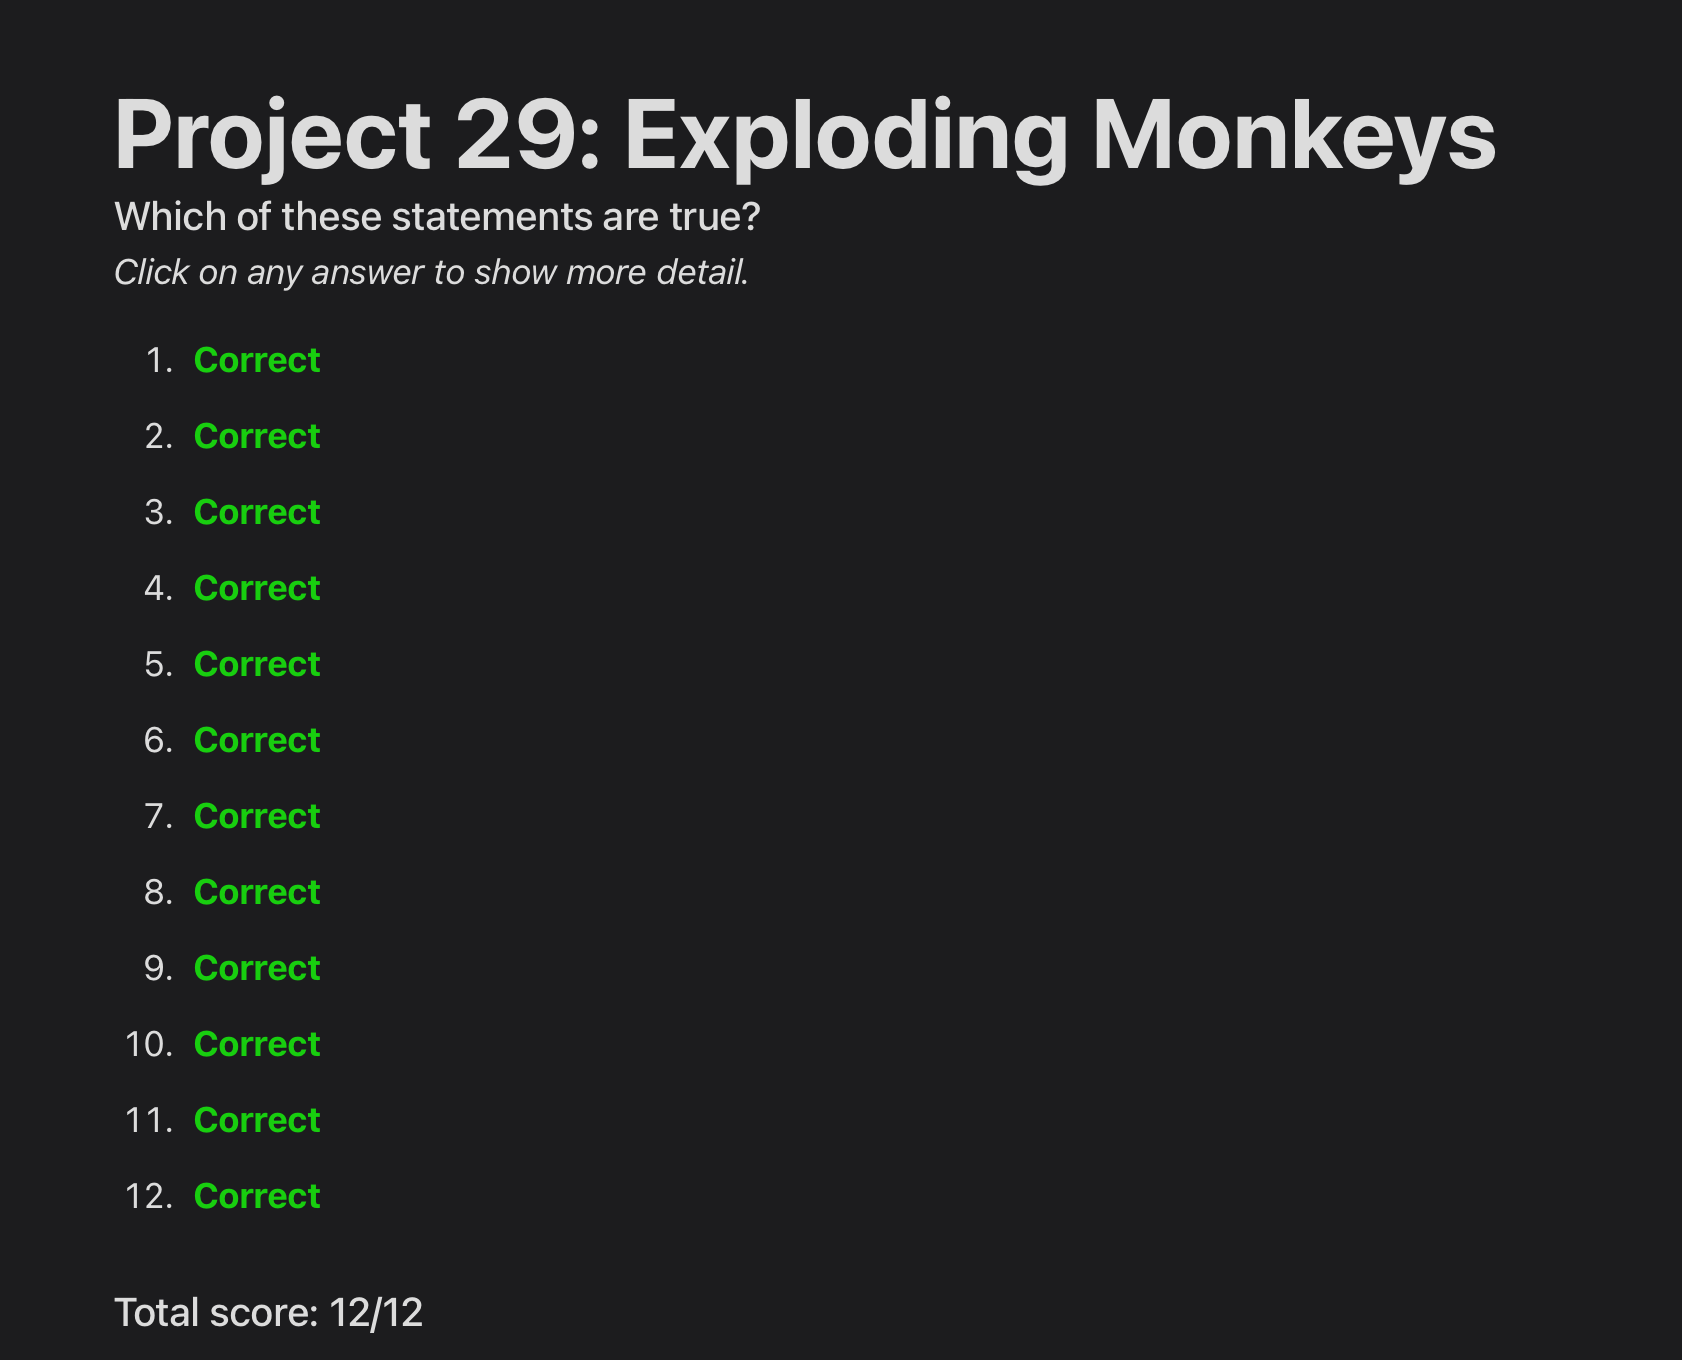 Project 29: Exploding Monkeys
Which of these statements are true?
Click on any answer to show more detail.
1. Correct
2. Correct
3. Correct
4. Correct
5. Correct
6. Correct
7. Correct
8. Correct
9. Correct
10. Correct
11. Correct
12. Correct
Total score: 12/12